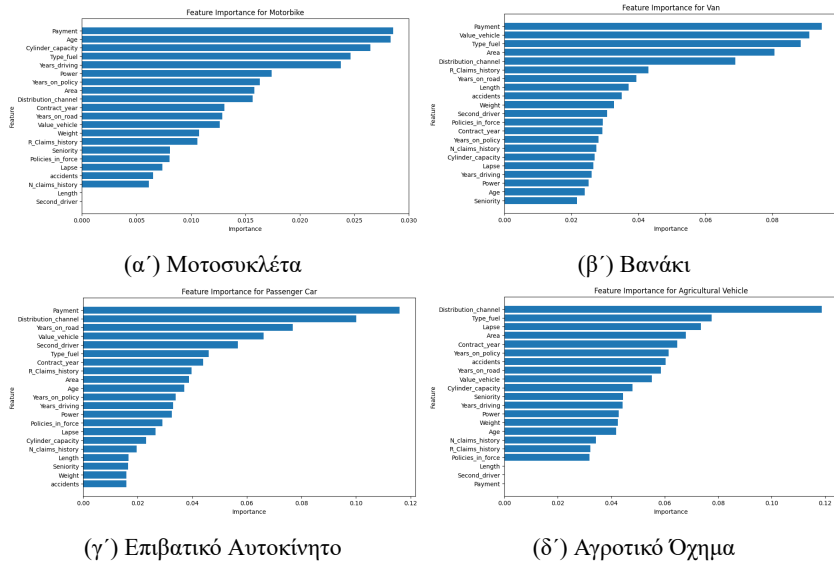 Feature Importance for Motorbike
Feature
Payment
Age
Cylinder_capacity
Type_fuel
Years_driving
Power
Years_on_policy
Area
Distribution_channel
Contract_year
Years_on_road
Value_vehicle
Weight
R_Claims_history
Seniority
Policies_in_force
Lapse
accidents
N_claims_history
Length
Second_driver
0.000 0.005 0.010 0.015 0.020 0.025 0.030
Importance
(α΄) Μοτοσυκλέτα
Feature Importance for Van
Feature
Payment
Value_vehicle
Type_fuel
Area
Distribution_channel
R_Claims_history
Years_on_road
Length
accidents
Weight
Second_driver
Policies_in_force
Contract_year
Years_on_policy
N_claims_history
Cylinder_capacity
Lapse
Years_driving
Power
Age
Seniority
0.00 0.02 0.04 0.06 0.08
Importance
(β΄) Βανάκι
Feature Importance for Passenger Car
Feature
Payment
Distribution_channel
Years_on_road
Value_vehicle
Second_driver
Type_fuel
Contract_year
R_Claims_history
Area
Age
Years_on_policy
Years_driving
Power
Policies_in_force
Lapse
Cylinder_capacity
N_claims_history
Length
Seniority
Weight
accidents
0.00 0.02 0.04 0.06 0.08 0.10 0.12
Importance
(γ΄) Επιβατικό Αυτοκίνητο
Feature Importance for Agricultural Vehicle
Feature
Distribution_channel
Type_fuel
Lapse
Area
Contract_year
Years_on_policy
accidents
Years_on_road
Value_vehicle
Cylinder_capacity
Seniority
Years_driving
Power
Weight
Age
N_claims_history
R_Claims_history
Policies_in_force
Length
Second_driver
Payment
0.00 0.02 0.04 0.06 0.08 0.10 0.12
Importance
(δ΄) Αγροτικό Όχημα